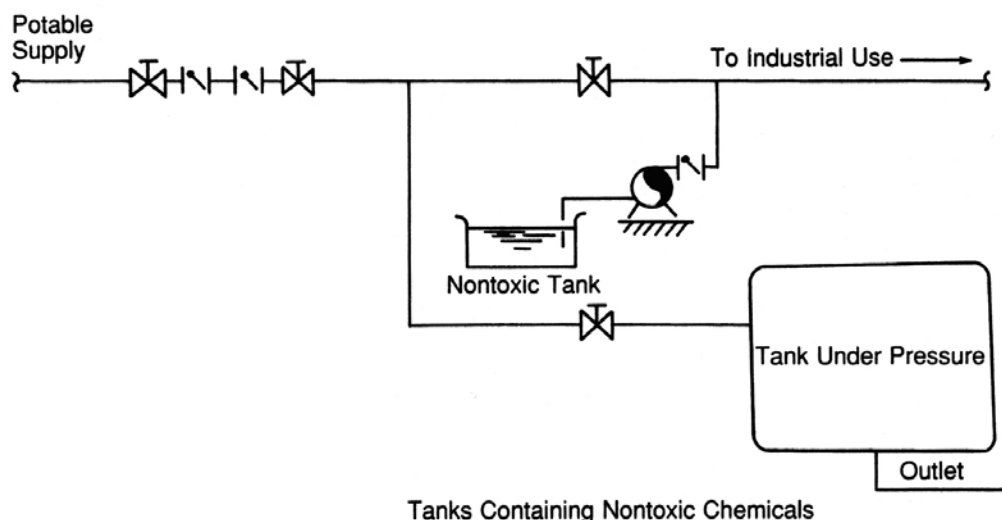 Potable
Supply
To Industrial Use
Nontoxic Tank
Tank Under Pressure
Outlet
Tanks Containing Nontoxic Chemicals